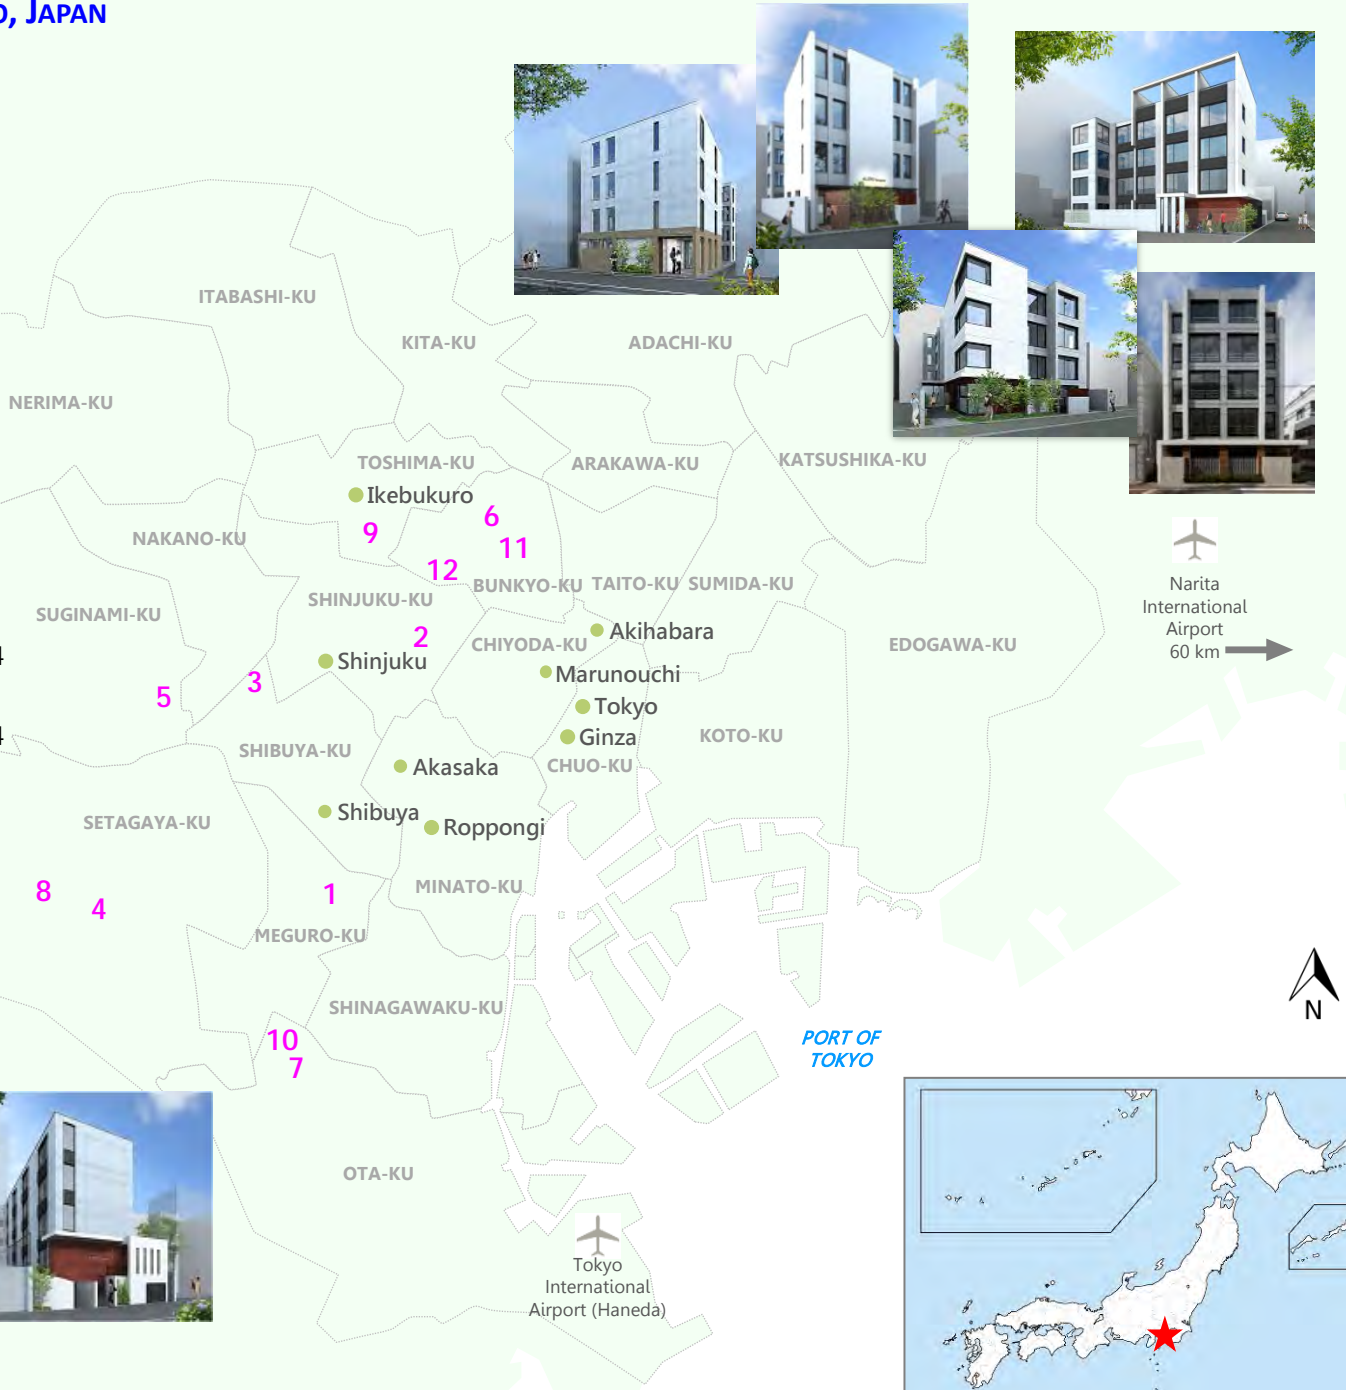 , JAPAN
ITABASHI-KU
KITA-KU
ADACHI-KU
NERIMA-KU
TOSHIMA-KU
ARAKAWA-KU
KATSUSHIKA-KU
Ikebukuro
6
9
NAKANO-KU
11
12
BUNKYO-KU
TAITO-KU
SUMIDA-KU
Narita
International
Airport
60 km
SHINJUKU-KU
SUGINAMI-KU
2
CHIYODA-KU
Akihabara
EDOGAWA-KU
4
Shinjuku
Marunouchi
3
5
Tokyo
4
Ginza
KOTO-KU
SHIBUYA-KU
CHUO-KU
Akasaka
Shibuya
SETAGAYA-KU
Roppongi
8
4
1
MINATO-KU
MEGURO-KU
SHINAGAWAKU-KU
N
10
7
PORT OF
TOKYO
OTA-KU
Tokyo
International
Airport (Haneda)